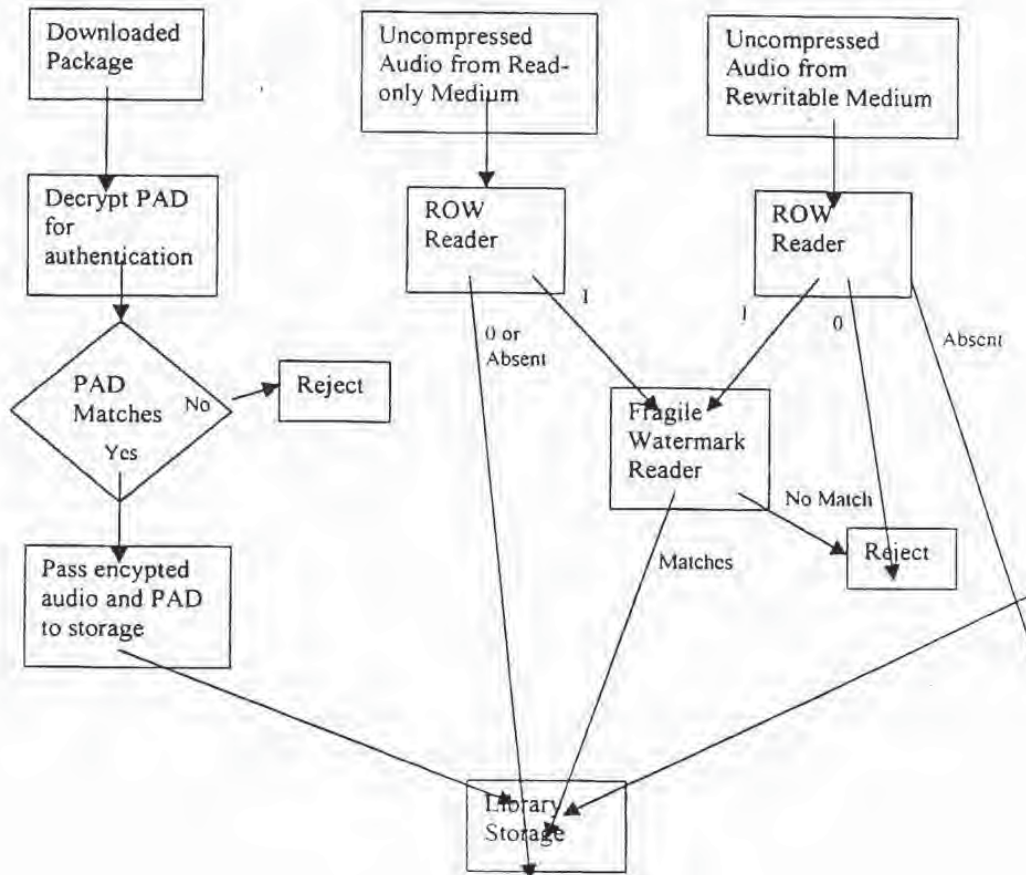 Downloaded
Package
Uncompressed
Audio from Read-
only Medium
Uncompressed
Audio from
Rewritable Medium
Decrypt PAD
for
authentication
ROW
Reader
ROW
Reader
1
0 or
Absent
1
0
Absent
PAD
Matches
No
Yes
Reject
Fragile
Watermark
Reader
No Match
Matches
Reject
Pass encypted
audio and PAD
to storage
Library
Storage